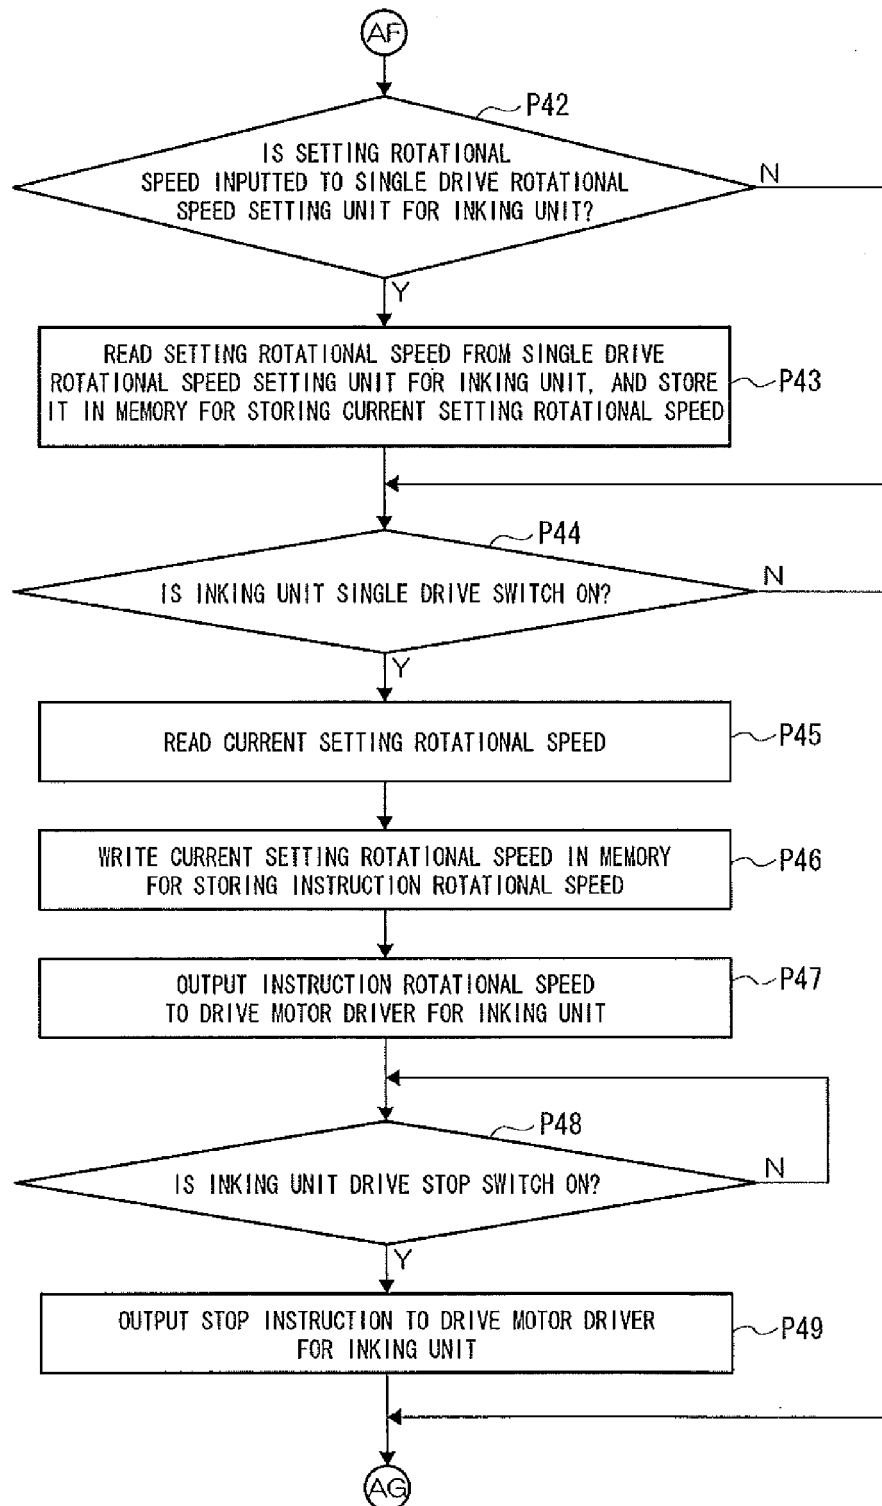 AF
P42
IS SETTING ROTATIONAL
SPEED INPUTTED TO SINGLE DRIVE ROTATIONAL
SPEED SETTING UNIT FOR INKING UNIT?
N
Y
READ SETTING ROTATIONAL SPEED FROM SINGLE DRIVE
ROTATIONAL SPEED SETTING UNIT FOR INKING UNIT, AND STORE
IT IN MEMORY FOR STORING CURRENT SETTING ROTATIONAL SPEED
P43
P44
IS INKING UNIT SINGLE DRIVE SWITCH ON?
N
Y
READ CURRENT SETTING ROTATIONAL SPEED
P45
WRITE CURRENT SETTING ROTATIONAL SPEED IN MEMORY
FOR STORING INSTRUCTION ROTATIONAL SPEED
P46
OUTPUT INSTRUCTION ROTATIONAL SPEED
TO DRIVE MOTOR DRIVER FOR INKING UNIT
P47
P48
IS INKING UNIT DRIVE STOP SWITCH ON?
N
Y
OUTPUT STOP INSTRUCTION TO DRIVE MOTOR DRIVER
FOR INKING UNIT
P49
AG